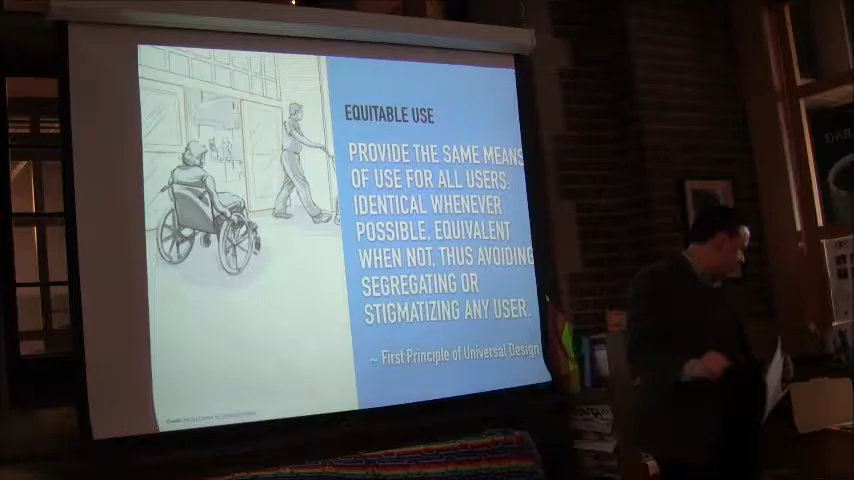 EQUITABLE USE
PROVIDE THE SAME MEANS
OF USE FOR ALL USERS:
IDENTICAL WHENEVER
POSSIBLE, EQUIVALENT
WHEN NOT, THUS AVOIDING
SEGREGATING OR
STIGMATIZING ANY USER.
~ First Principle of Universal Design